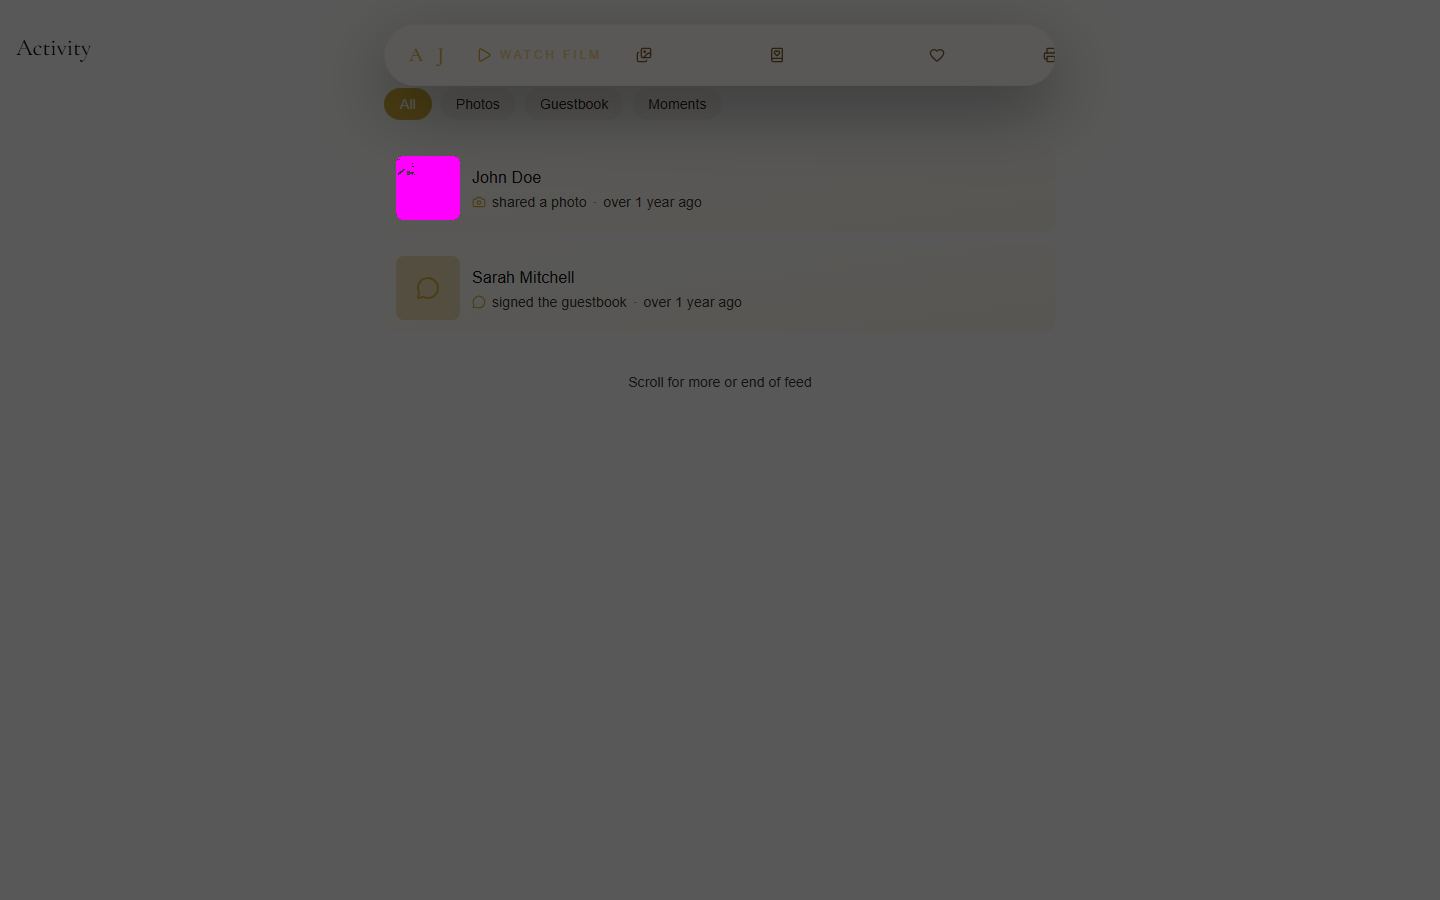 Activity
A J WATCH FILM
All Photos Guestbook Moments
John Doe
shared a photo · over 1 year ago
Sarah Mitchell
signed the guestbook · over 1 year ago
Scroll for more or end of feed